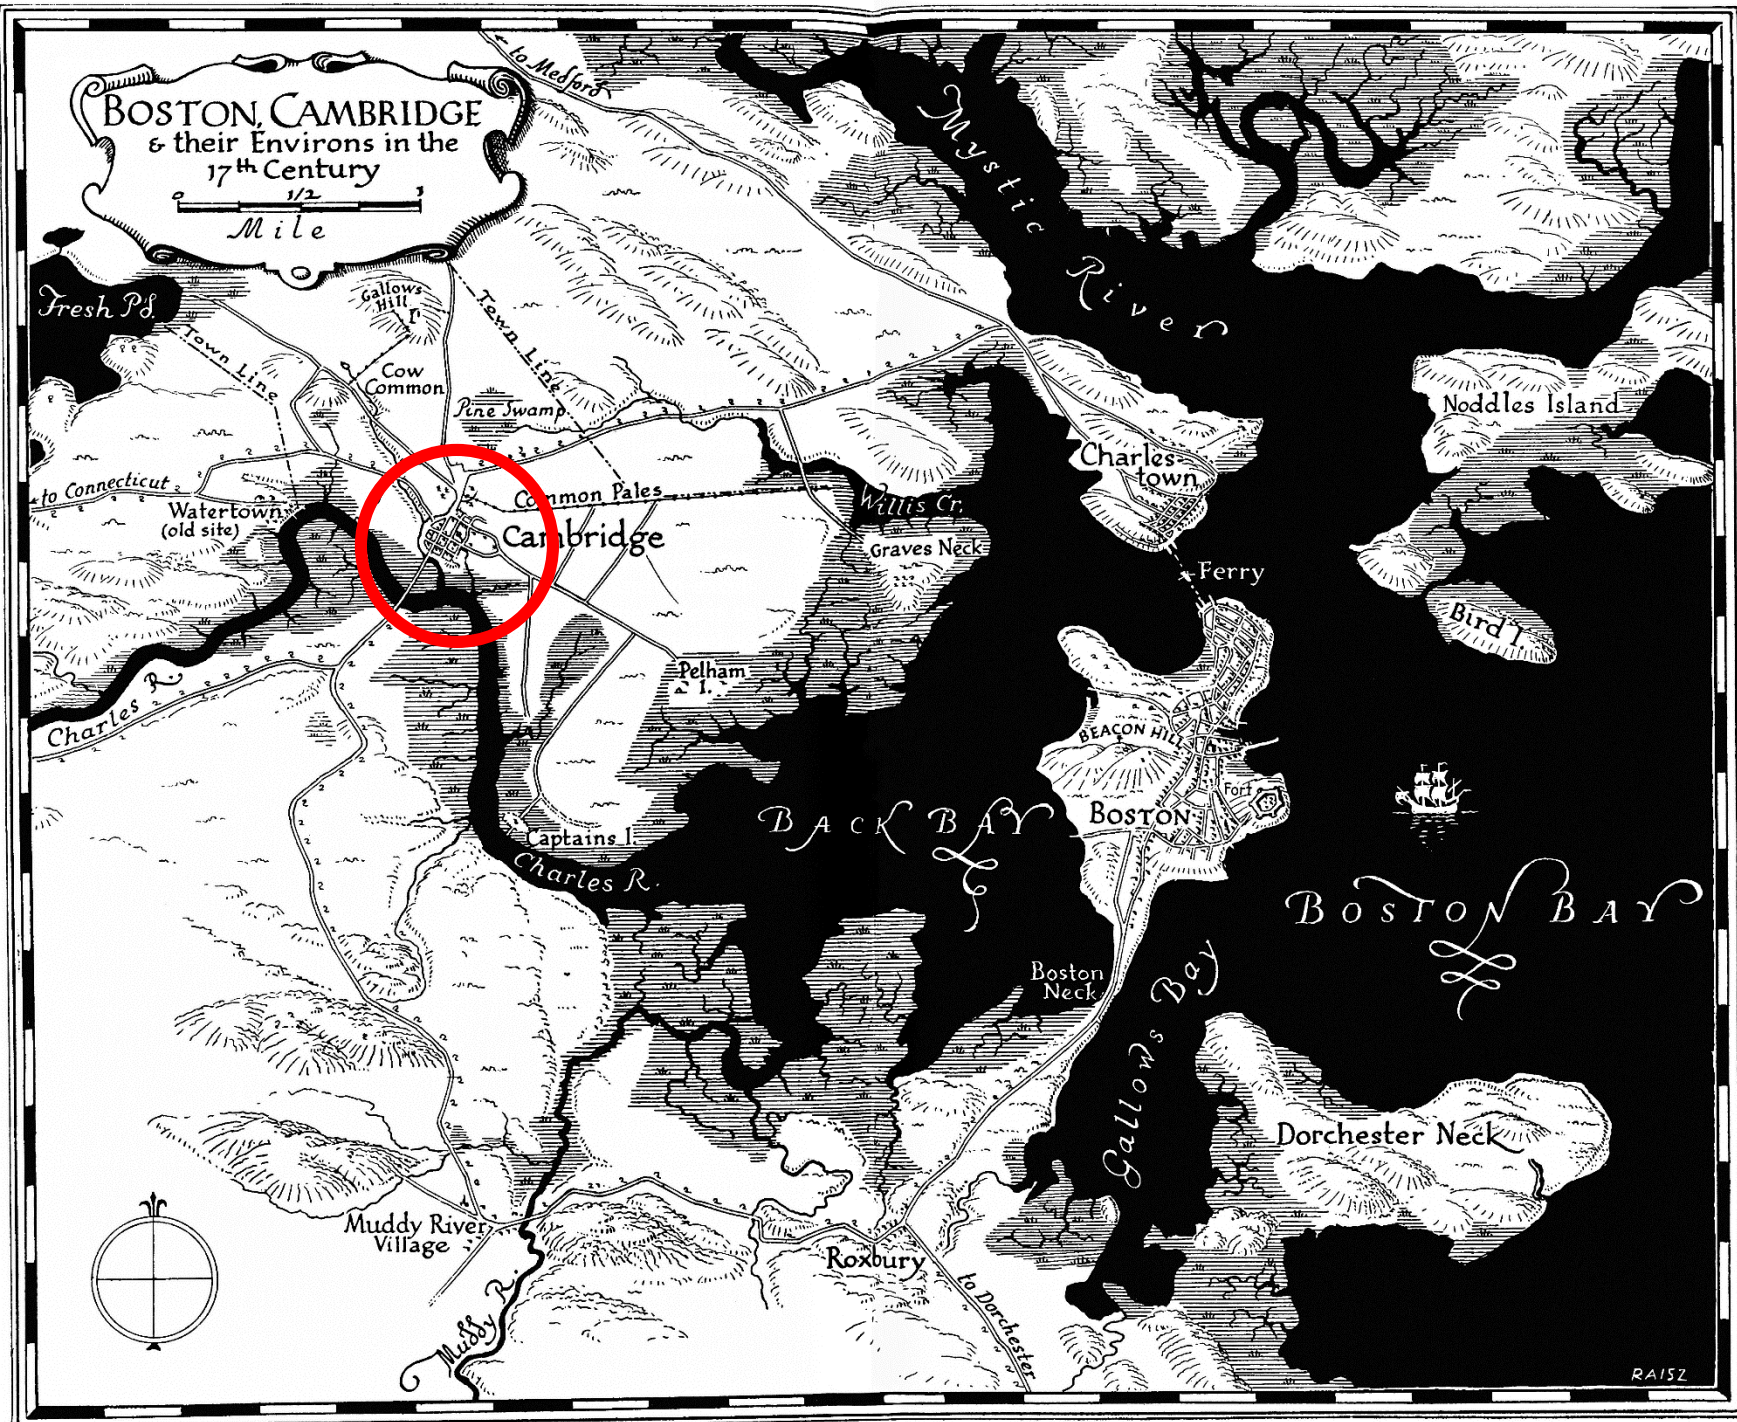 BOSTON, CAMBRIDGE
& their Environs in the
17th Century
0 1/2 1
Mile
to Medford
Mystic
River
Fresh Pd.
Gallows
Hill
Town Line
Town Line
Cow
Common
Pine Swamp
to Connecticut
Watertown
(old site)
Common Pales
Cambridge
Willis Cr.
Graves Neck
Charles-
town
Noddles Island
Ferry
Bird I.
Charles R.
Pelham
I.
BEACON HILL
Fort
BOSTON
Captains I.
Charles R.
BACK BAY
BOSTON BAY
Boston
Neck
Gallows Bay
Dorchester Neck
Muddy River
Village
Roxbury
to Dorchester
Muddy R.
RAISZ